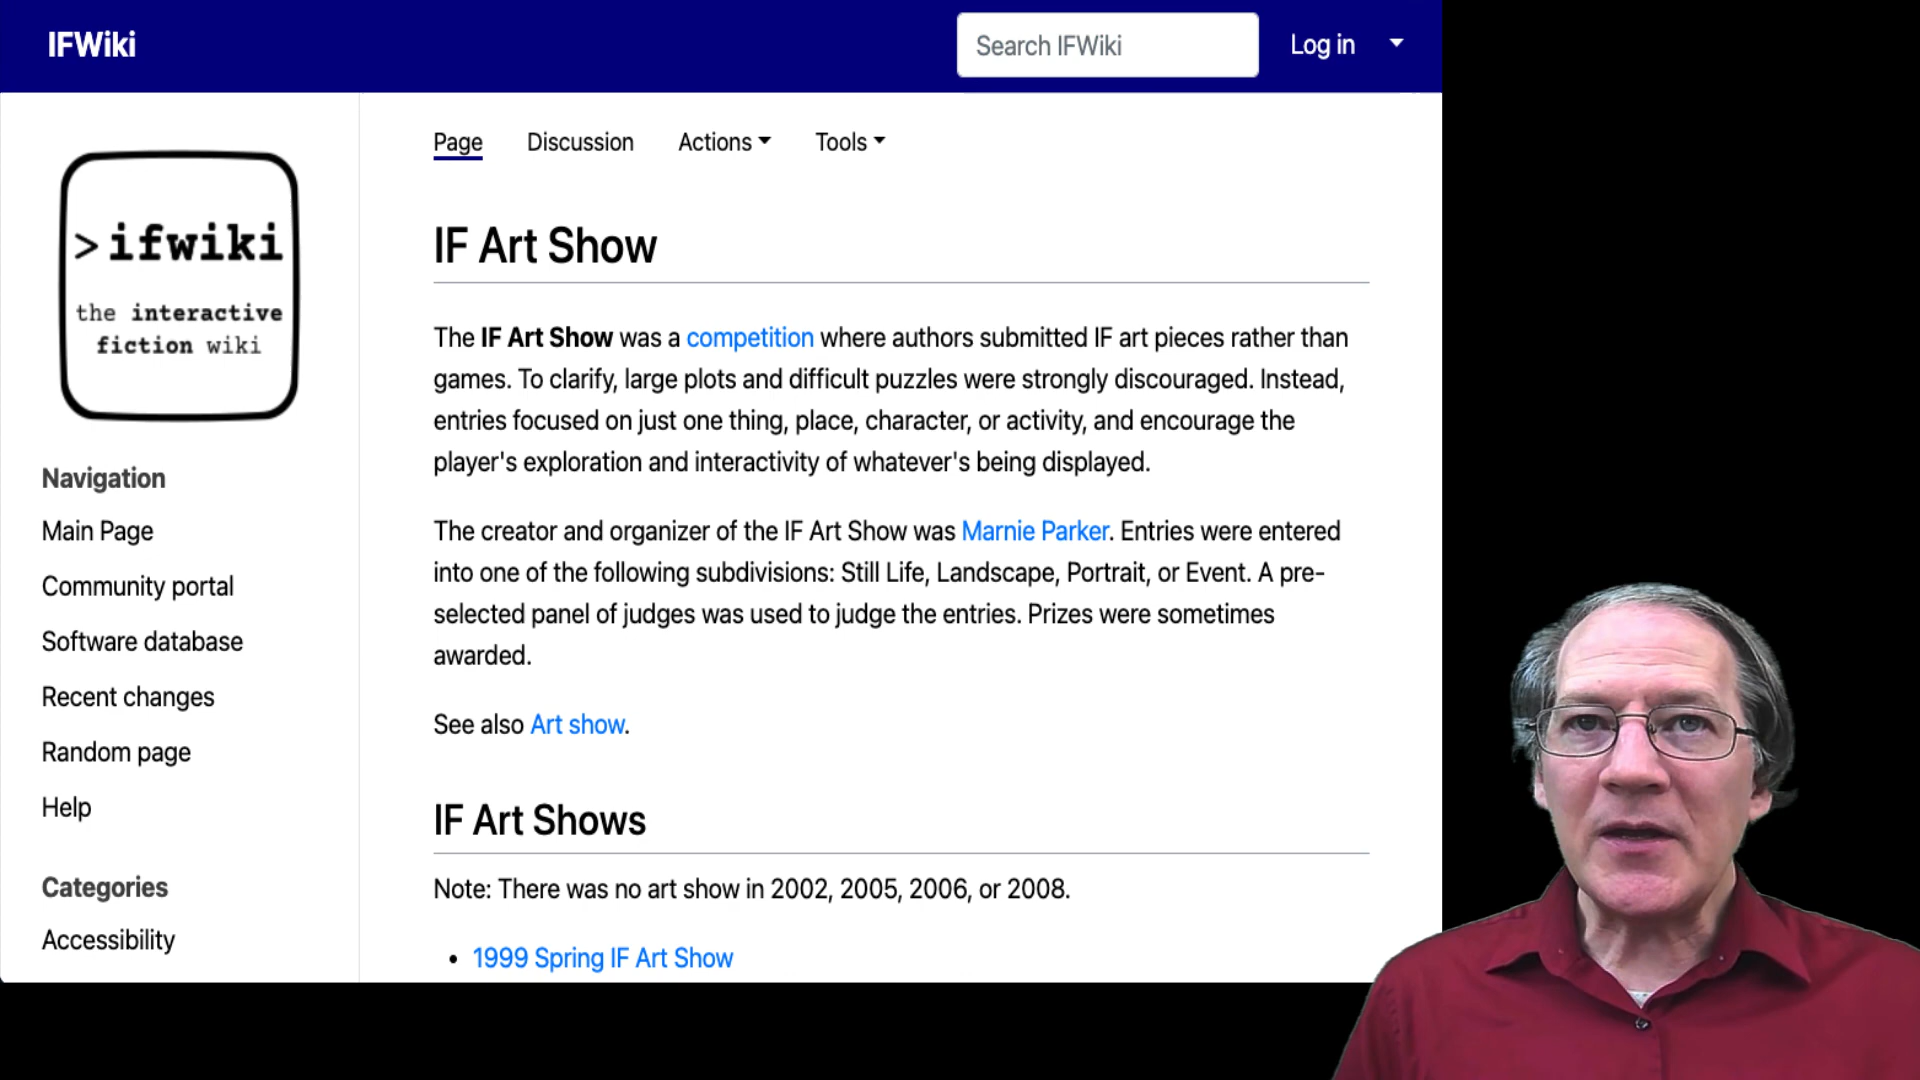 IFWiki
Search IFWiki
Log in
>ifwiki
the interactive
fiction wiki
Navigation
Main Page
Community portal
Software database
Recent changes
Random page
Help
Categories
Accessibility
Page
Discussion
Actions
Tools
IF Art Show
The IF Art Show was a competition where authors submitted IF art pieces rather than
games. To clarify, large plots and difficult puzzles were strongly discouraged. Instead,
entries focused on just one thing, place, character, or activity, and encourage the
player's exploration and interactivity of whatever's being displayed.
The creator and organizer of the IF Art Show was Marnie Parker. Entries were entered
into one of the following subdivisions: Still Life, Landscape, Portrait, or Event. A pre-
selected panel of judges was used to judge the entries. Prizes were sometimes
awarded.
See also Art show.
IF Art Shows
Note: There was no art show in 2002, 2005, 2006, or 2008.
• 1999 Spring IF Art Show